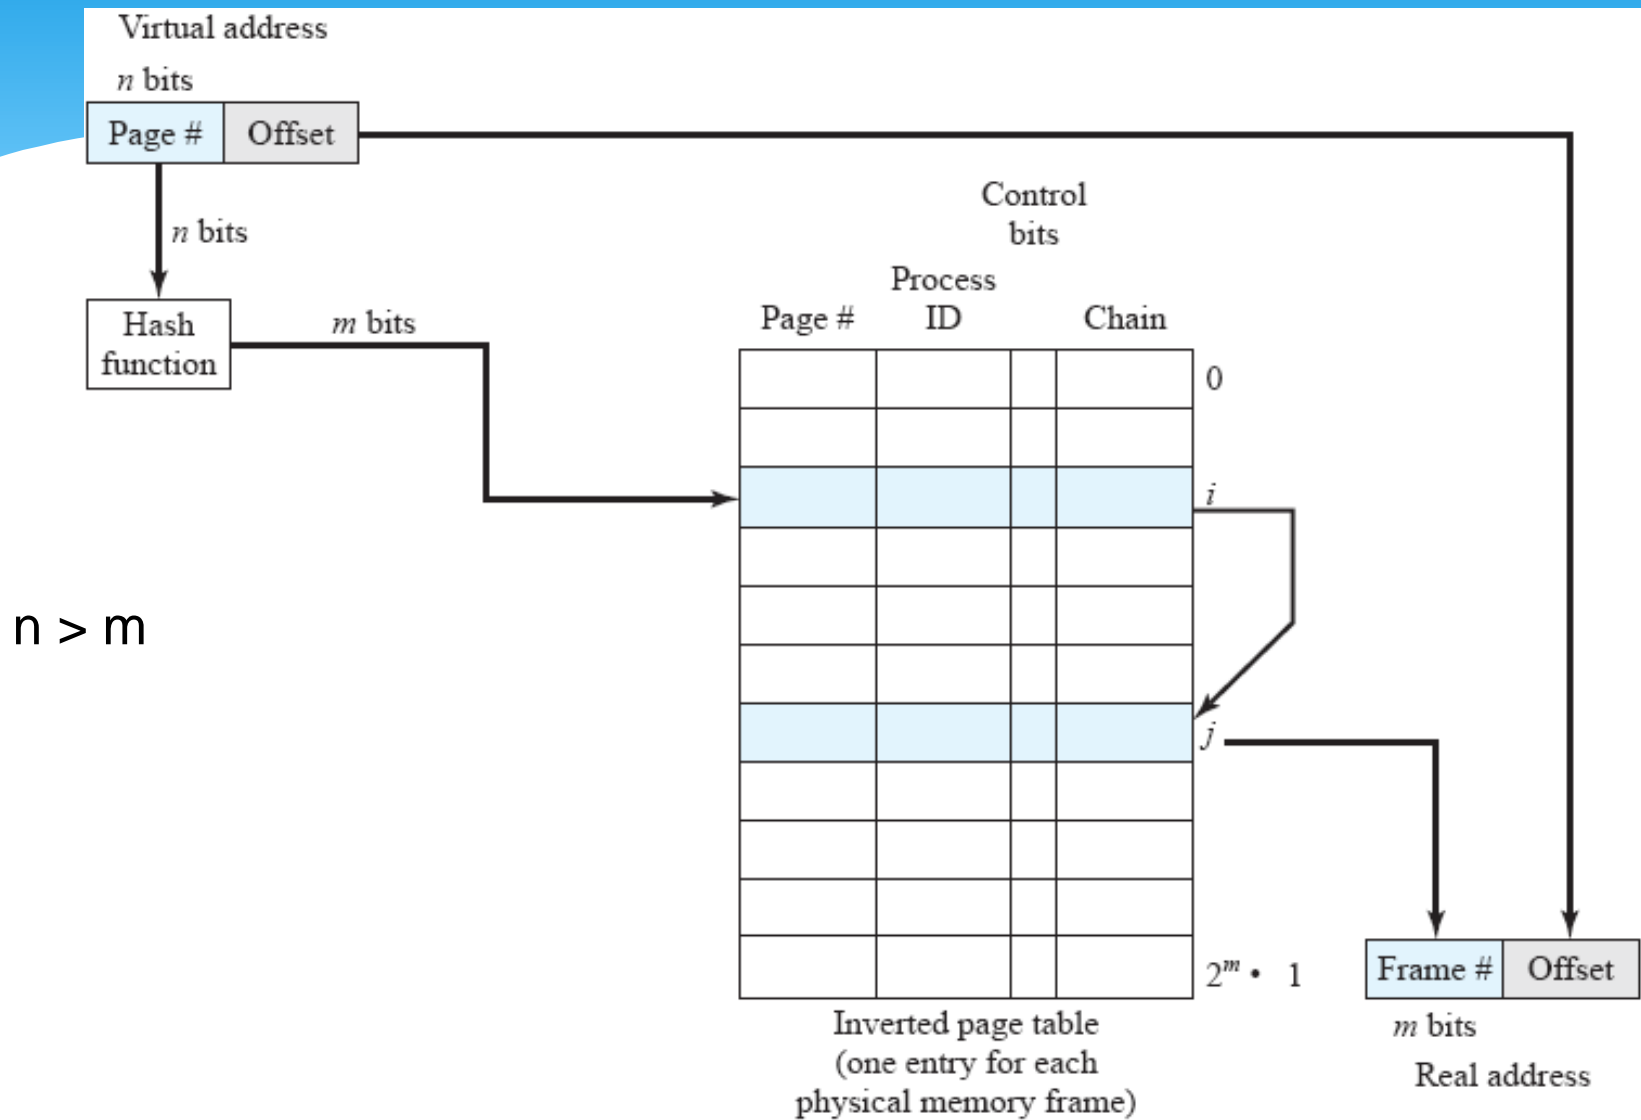 Virtual address
n bits
Page # Offset
n bits
Hash
function
m bits
Control
bits
Process
Page # ID Chain
0
i
n > m
j
2^m • 1
Frame # Offset
m bits
Real address
Inverted page table
(one entry for each
physical memory frame)